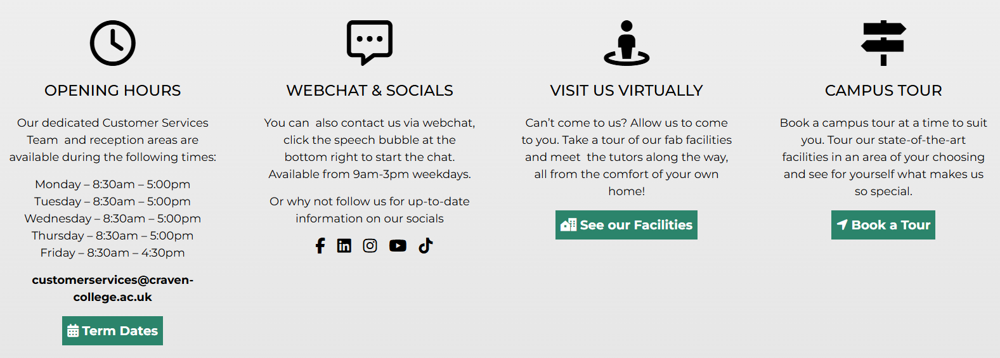 OPENING HOURS
Our dedicated Customer Services
Team  and reception areas are
available during the following times:
Monday – 8:30am – 5:00pm
Tuesday – 8:30am – 5:00pm
Wednesday – 8:30am – 5:00pm
Thursday – 8:30am – 5:00pm
Friday – 8:30am – 4:30pm
customerservices@craven-
college.ac.uk
Term Dates
WEBCHAT & SOCIALS
You can  also contact us via webchat,
click the speech bubble at the
bottom right to start the chat.
Available from 9am-3pm weekdays.
Or why not follow us for up-to-date
information on our socials
VISIT US VIRTUALLY
Can’t come to us? Allow us to come
to you. Take a tour of our fab facilities
and meet  the tutors along the way,
all from the comfort of your own
home!
See our Facilities
CAMPUS TOUR
Book a campus tour at a time to suit
you. Tour our state-of-the-art
facilities in an area of your choosing
and see for yourself what makes us
so special.
Book a Tour